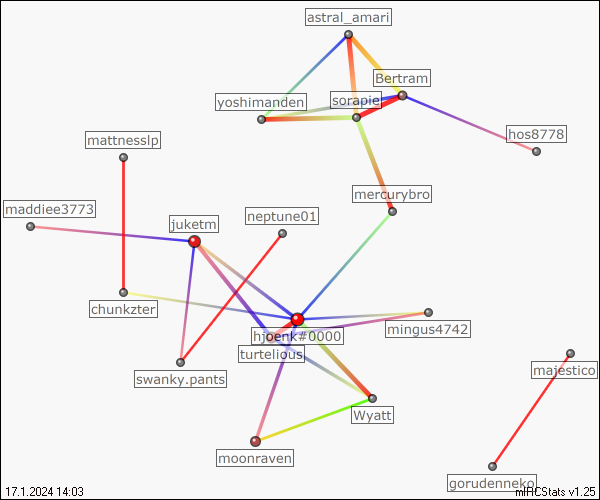 astral_amari
Bertram
yoshimanden
sorapie
hos8778
mattnesslp
mercurybro
maddiee3773
juketm
neptune01
chunkzter
hjoenk#0000
mingus4742
turtelious
swanky.pants
majestico
Wyatt
moonraven
gorudenneko
17.1.2024 14:03
mIRCStats v1.25